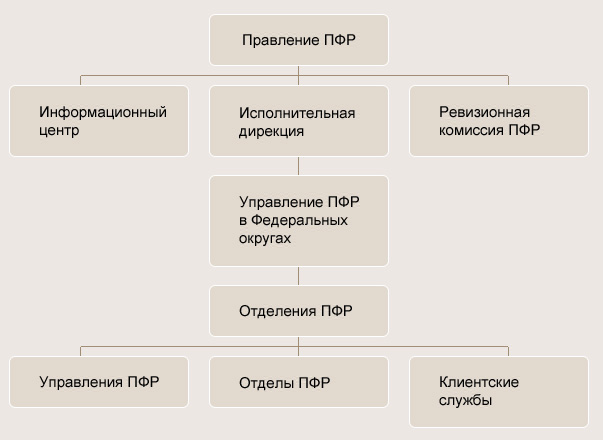 Правление ПФР
Информационный
центр
Исполнительная
дирекция
Ревизионная
комиссия ПФР
Управление ПФР
в Федеральных
округах
Отделения ПФР
Управления ПФР
Отделы ПФР
Клиентские
службы